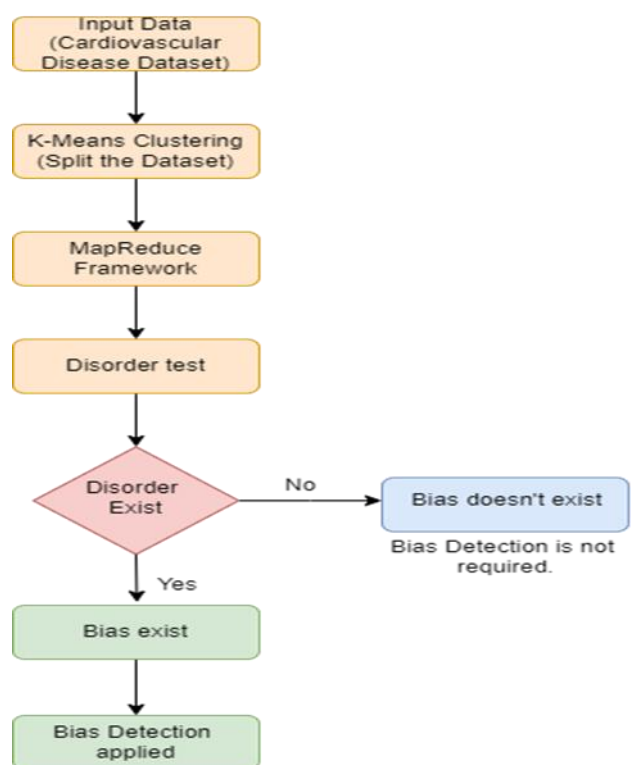 Input Data
(Cardiovascular
Disease Dataset)
K-Means Clustering
(Split the Dataset)
MapReduce
Framework
Disorder test
Disorder
Exist
No
Bias doesn't exist
Bias Detection is not
required.
Yes
Bias exist
Bias Detection
applied